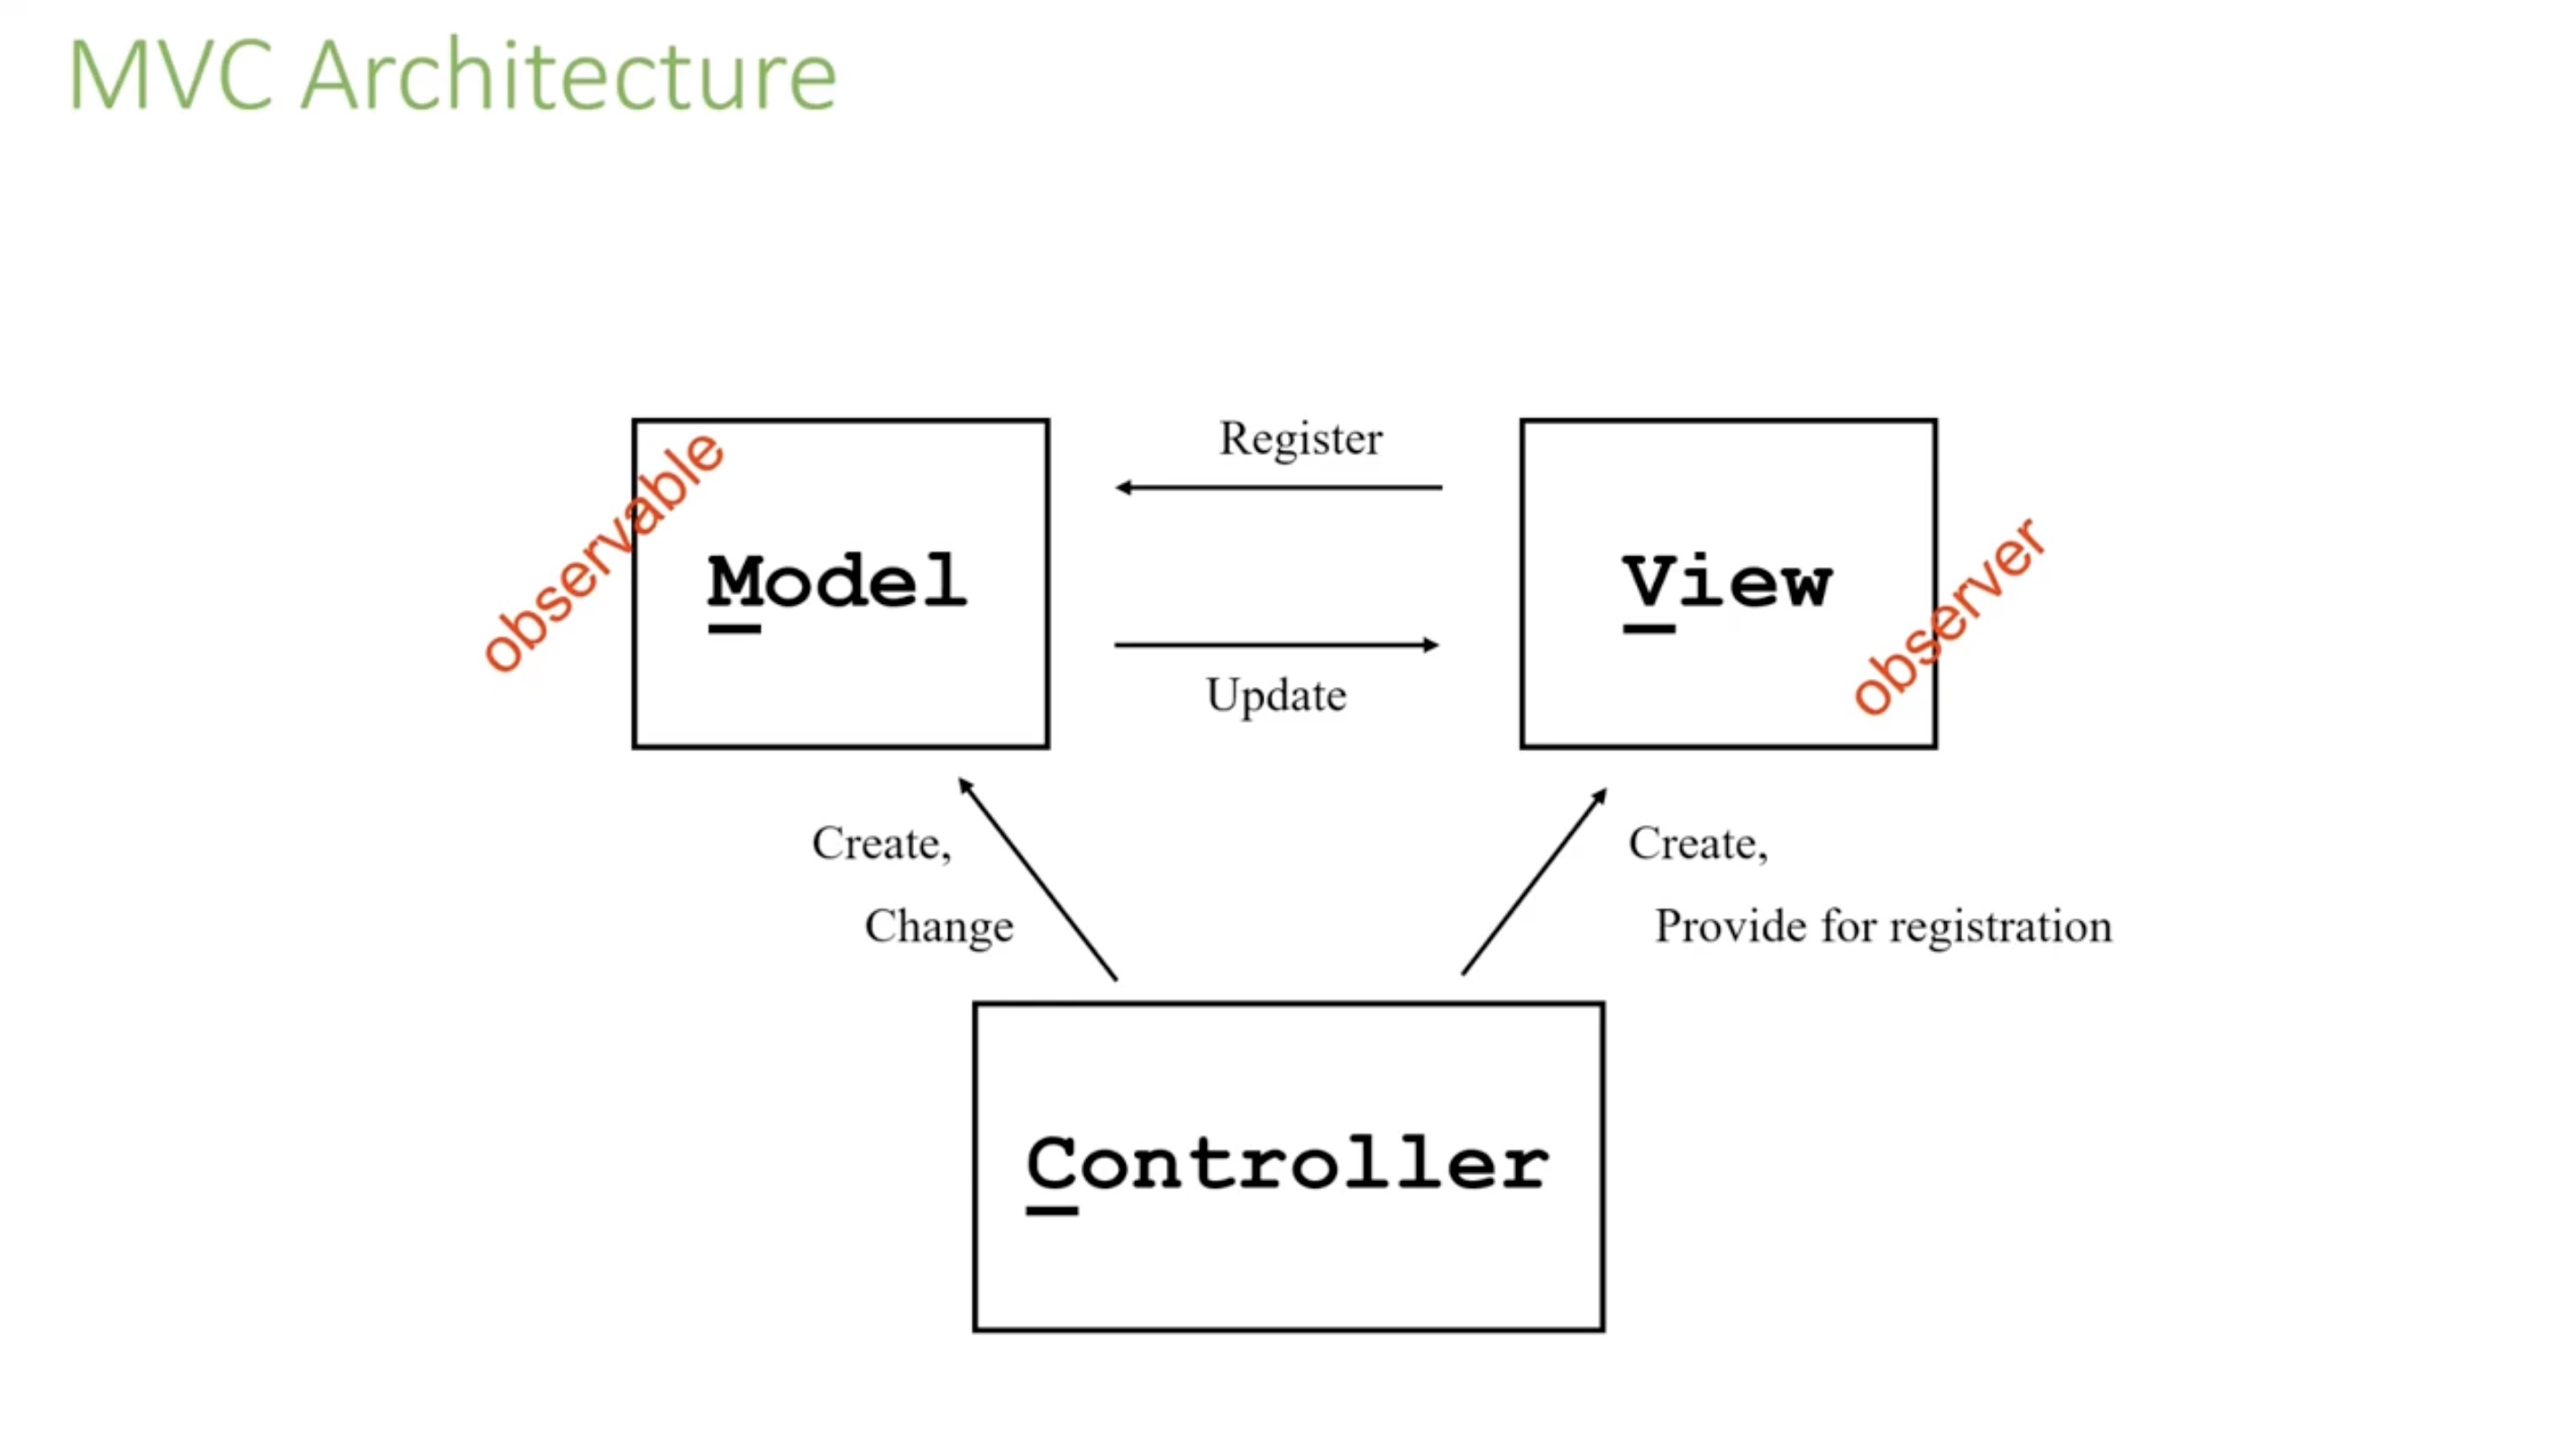 MVC Architecture
Register
observable
Model
View
observer
Update
Create,
Change
Create,
Provide for registration
Controller